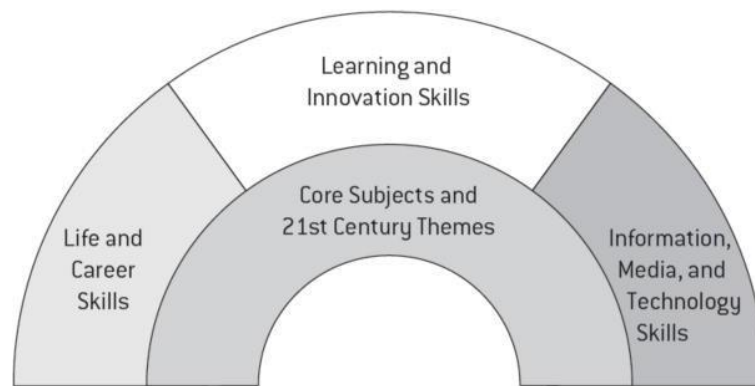 Learning and
Innovation Skills
Core Subjects and
21st Century Themes
Life and
Career
Skills
Information,
Media, and
Technology
Skills